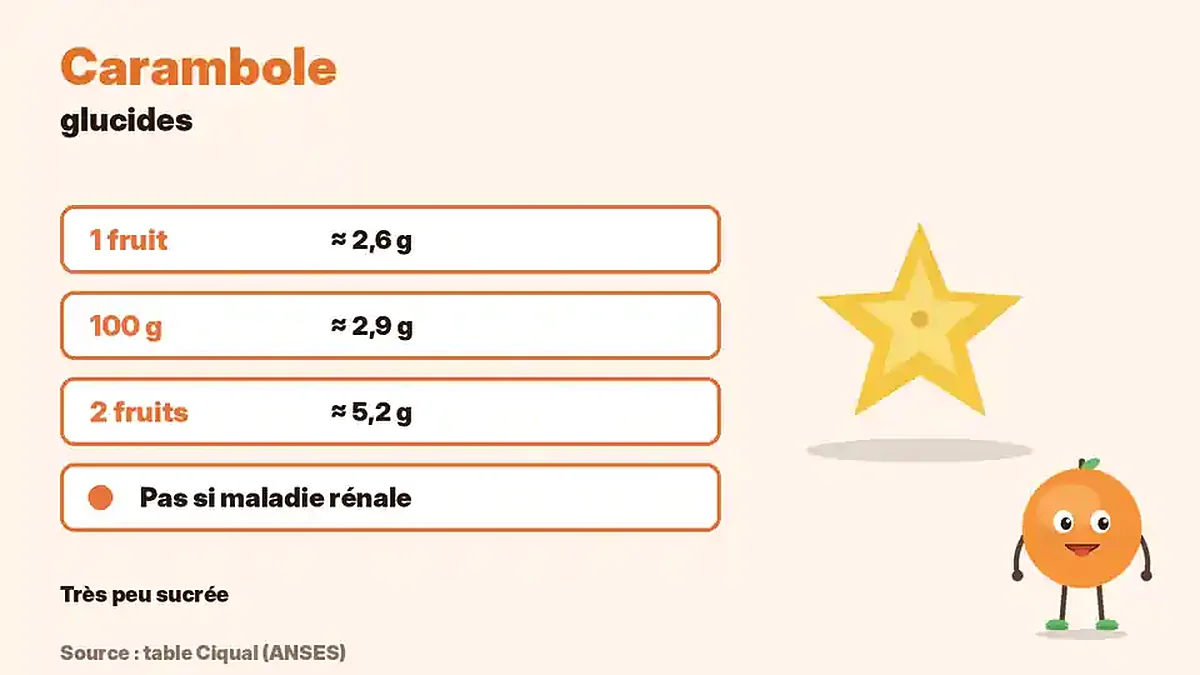 Carambole
glucides
1 fruit ≈ 2,6 g
100 g ≈ 2,9 g
2 fruits ≈ 5,2 g
Pas si maladie rénale
Très peu sucrée
Source : table Ciqual (ANSES)